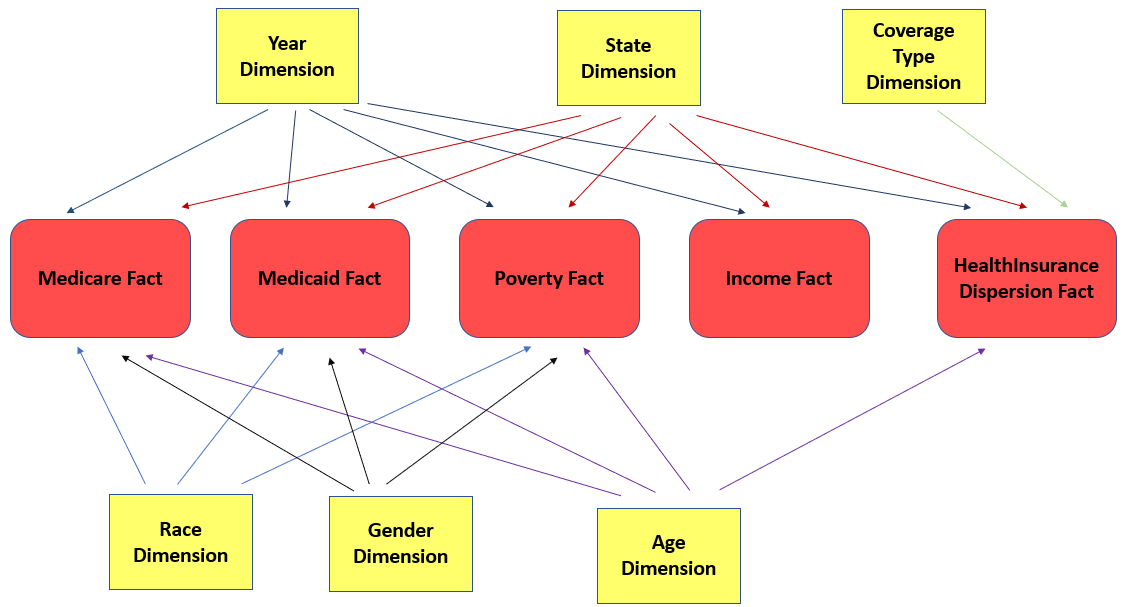 Year
Dimension
State
Dimension
Coverage
Type
Dimension
Medicare Fact
Medicaid Fact
Poverty Fact
Income Fact
HealthInsurance
Dispersion Fact
Race
Dimension
Gender
Dimension
Age
Dimension